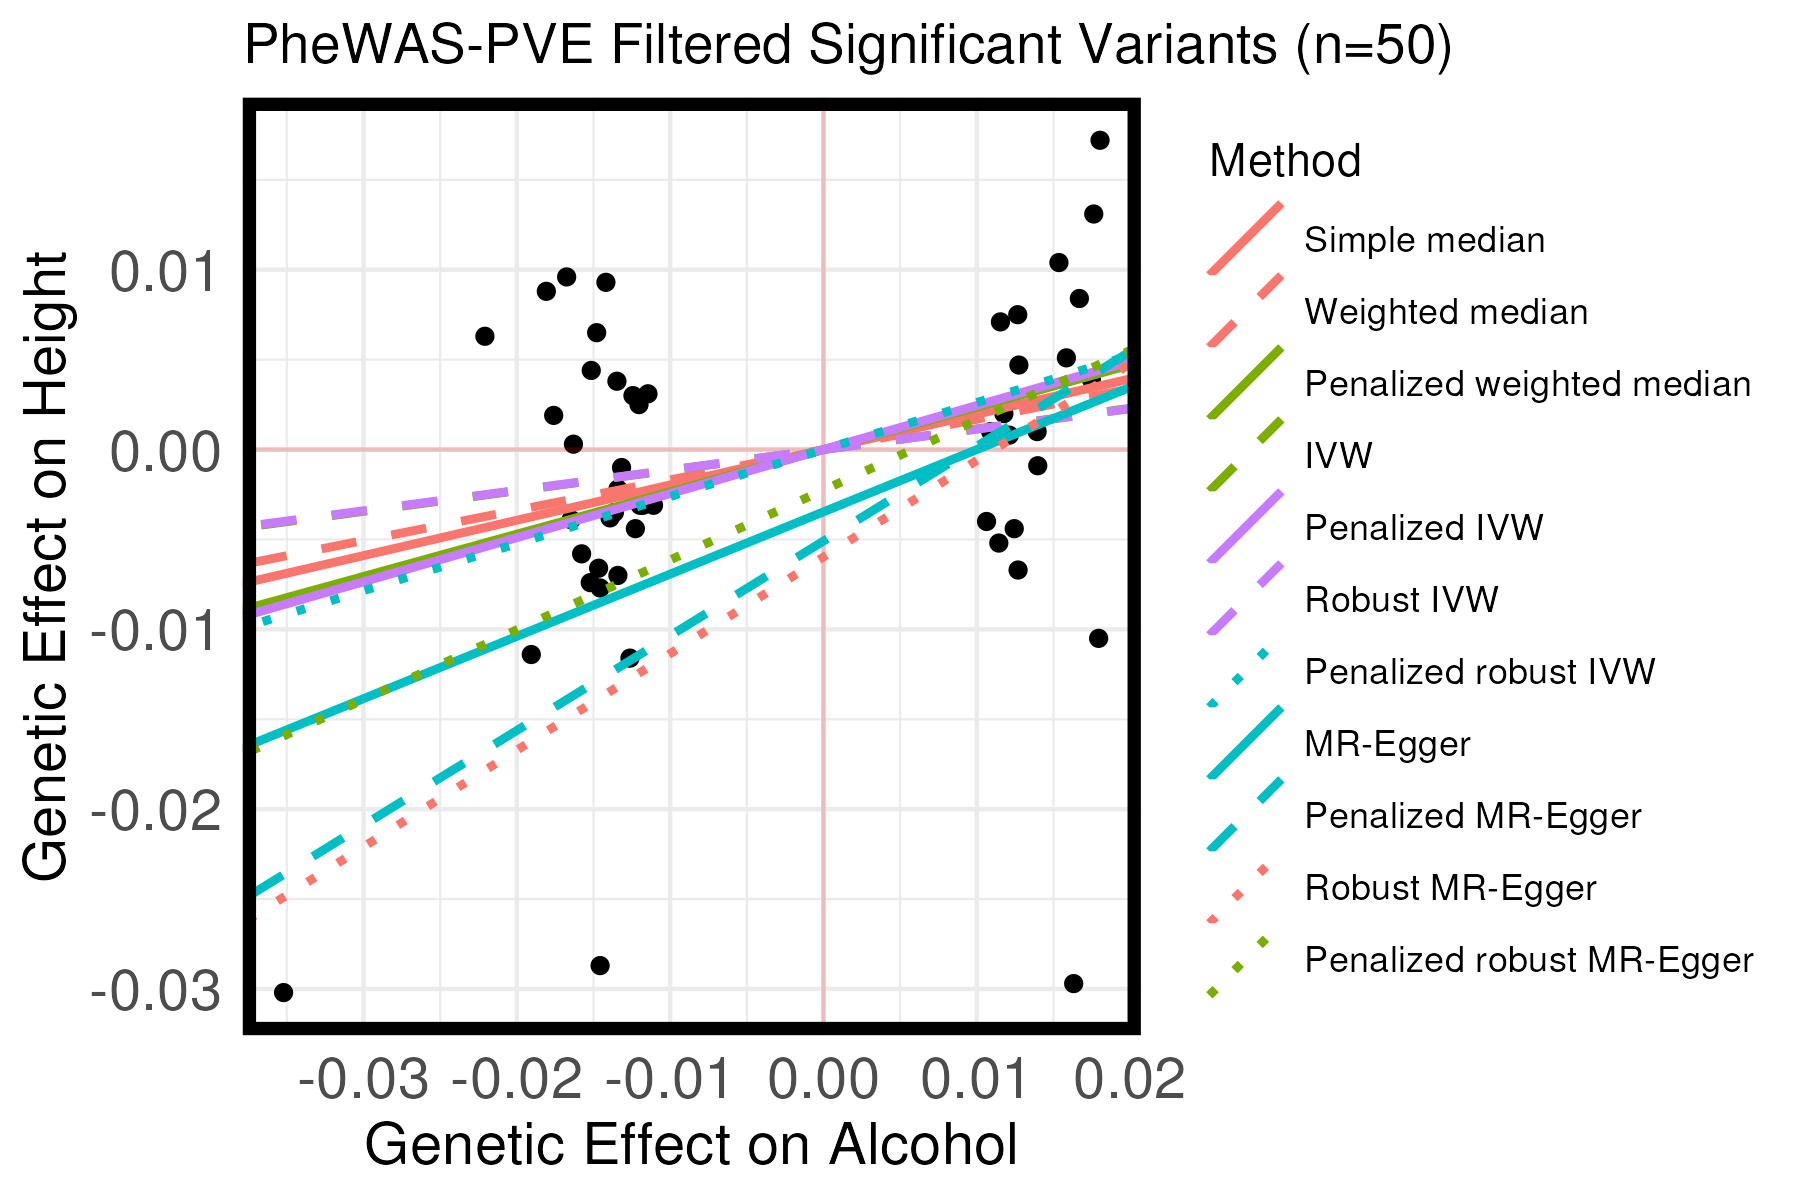 PheWAS-PVE Filtered Significant Variants (n=50)
Genetic Effect on Height
0.01
0.00
-0.01
-0.02
-0.03
-0.03 -0.02 -0.01 0.00 0.01 0.02
Genetic Effect on Alcohol
Method
Simple median
Weighted median
Penalized weighted median
IVW
Penalized IVW
Robust IVW
Penalized robust IVW
MR-Egger
Penalized MR-Egger
Robust MR-Egger
Penalized robust MR-Egger